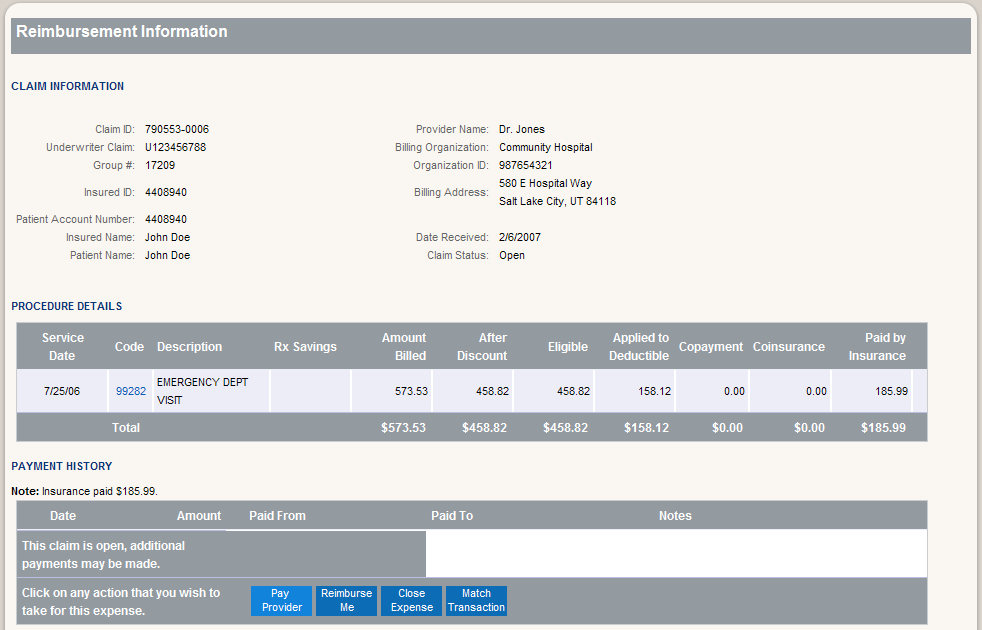 Reimbursement Information
CLAIM INFORMATION
Claim ID: 790553-0006
Underwriter Claim: U123456788
Group #: 17209
Insured ID: 4408940
Patient Account Number: 4408940
Insured Name: John Doe
Patient Name: John Doe
Provider Name: Dr. Jones
Billing Organization: Community Hospital
Organization ID: 987654321
Billing Address: 580 E Hospital Way
Salt Lake City, UT 84118
Date Received: 2/6/2007
Claim Status: Open
PROCEDURE DETAILS
Service Date Code Description Rx Savings Amount Billed After Discount Eligible Applied to Deductible Copayment Coinsurance Paid by Insurance
7/25/06 99282 EMERGENCY DEPT VISIT 573.53 458.82 458.82 158.12 0.00 0.00 185.99
Total $573.53 $458.82 $458.82 $158.12 $0.00 $0.00 $185.99
PAYMENT HISTORY
Note: Insurance paid $185.99.
Date Amount Paid From Paid To Notes
This claim is open, additional
payments may be made.
Click on any action that you wish to
take for this expense.
Pay Provider
Reimburse Me
Close Expense
Match Transaction